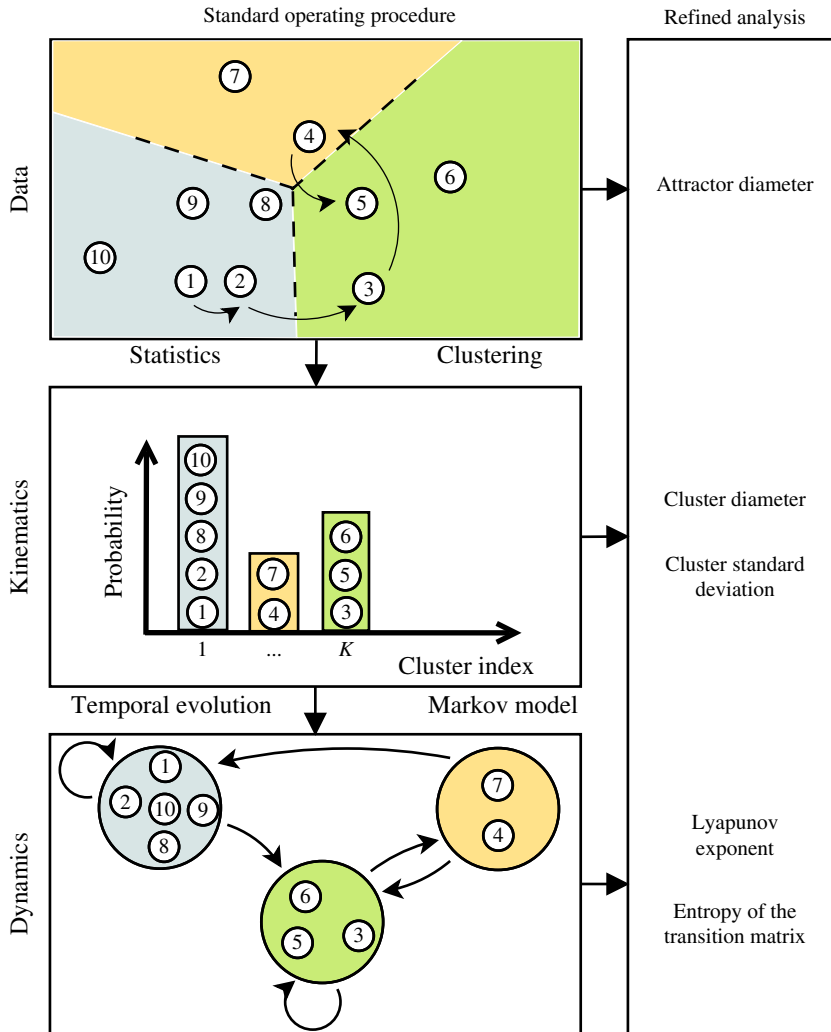 Standard operating procedure
Refined analysis
Data
7
4
6
9
8
5
10
1
2
3
Attractor diameter
Statistics
Clustering
Kinematics
Probability
10
9
8
2
1
7
4
6
5
3
1
...
K
Cluster index
Cluster diameter
Cluster standard
deviation
Temporal evolution
Markov model
Dynamics
1
2
10
9
8
7
4
6
5
3
Lyapunov
exponent
Entropy of the
transition matrix